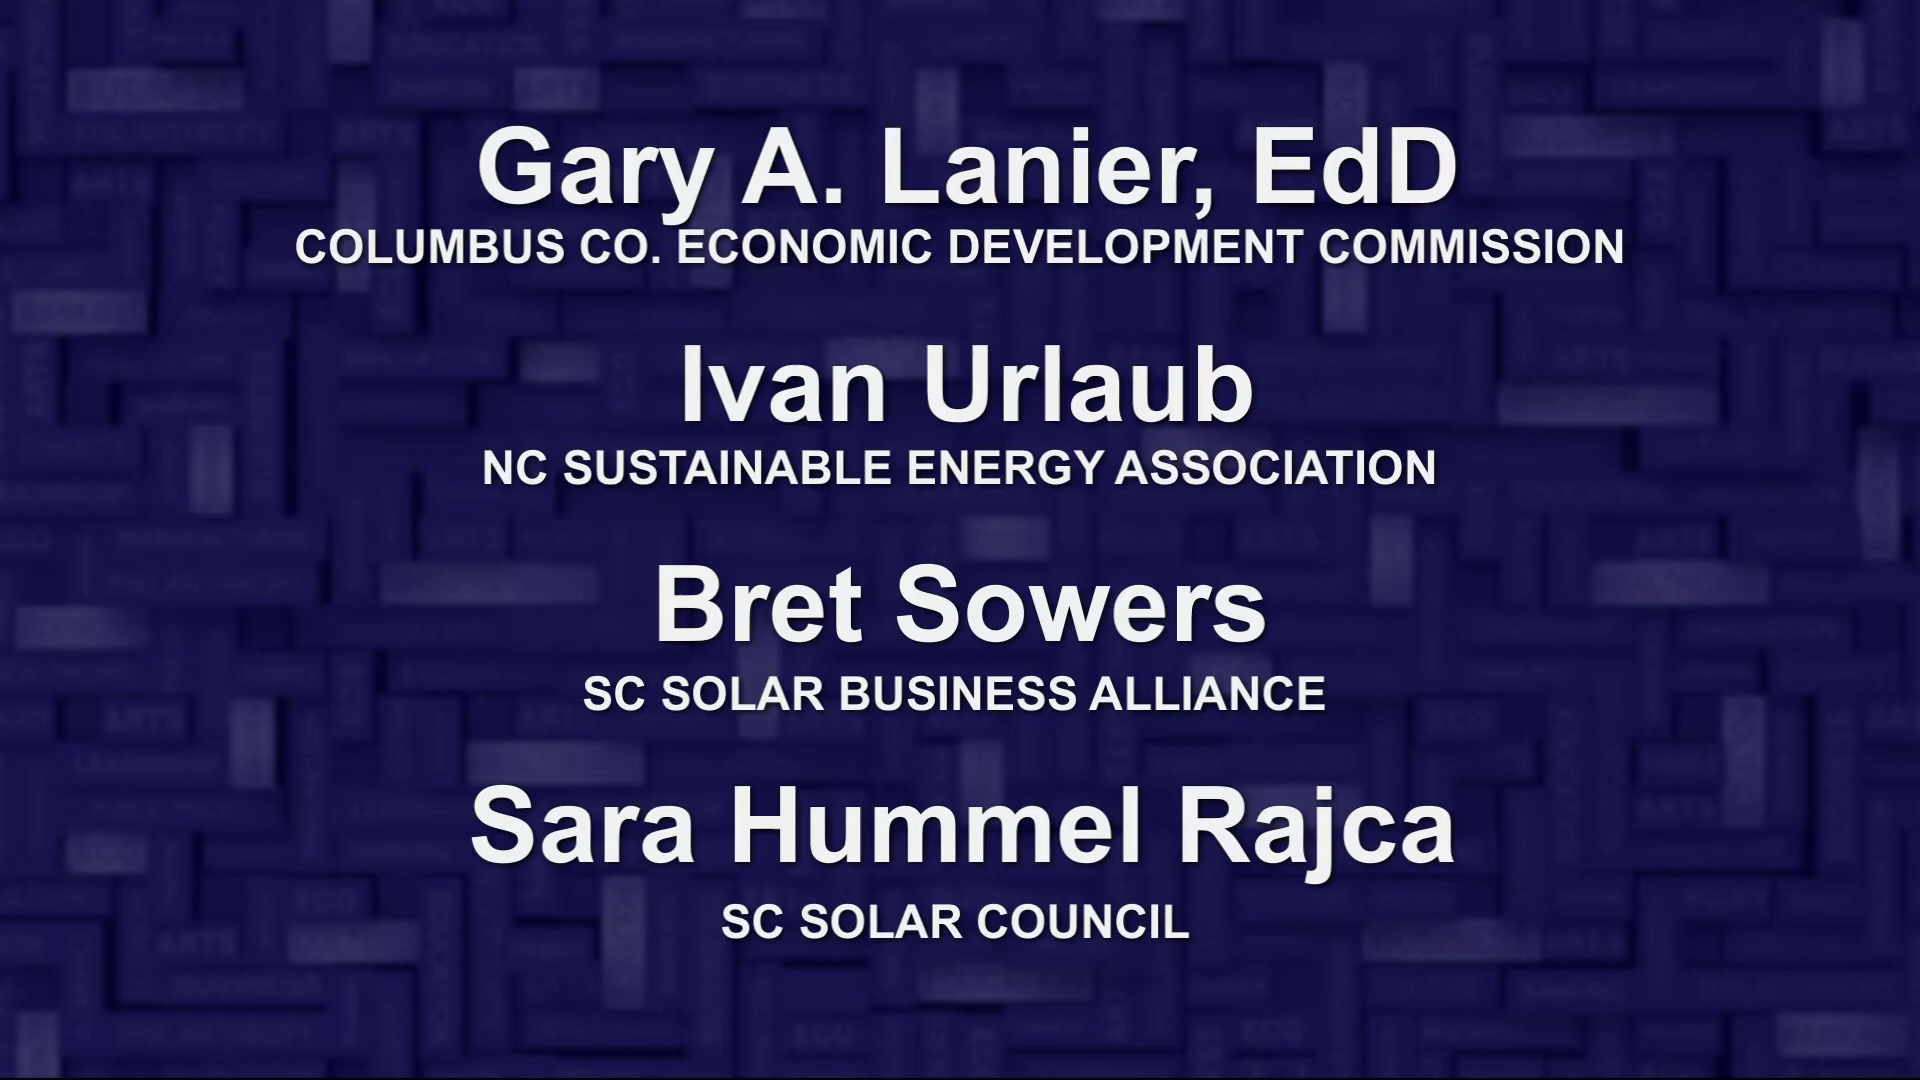 Gary A. Lanier, EdD
COLUMBUS CO. ECONOMIC DEVELOPMENT COMMISSION
Ivan Urlaub
NC SUSTAINABLE ENERGY ASSOCIATION
Bret Sowers
SC SOLAR BUSINESS ALLIANCE
Sara Hummel Rajca
SC SOLAR COUNCIL